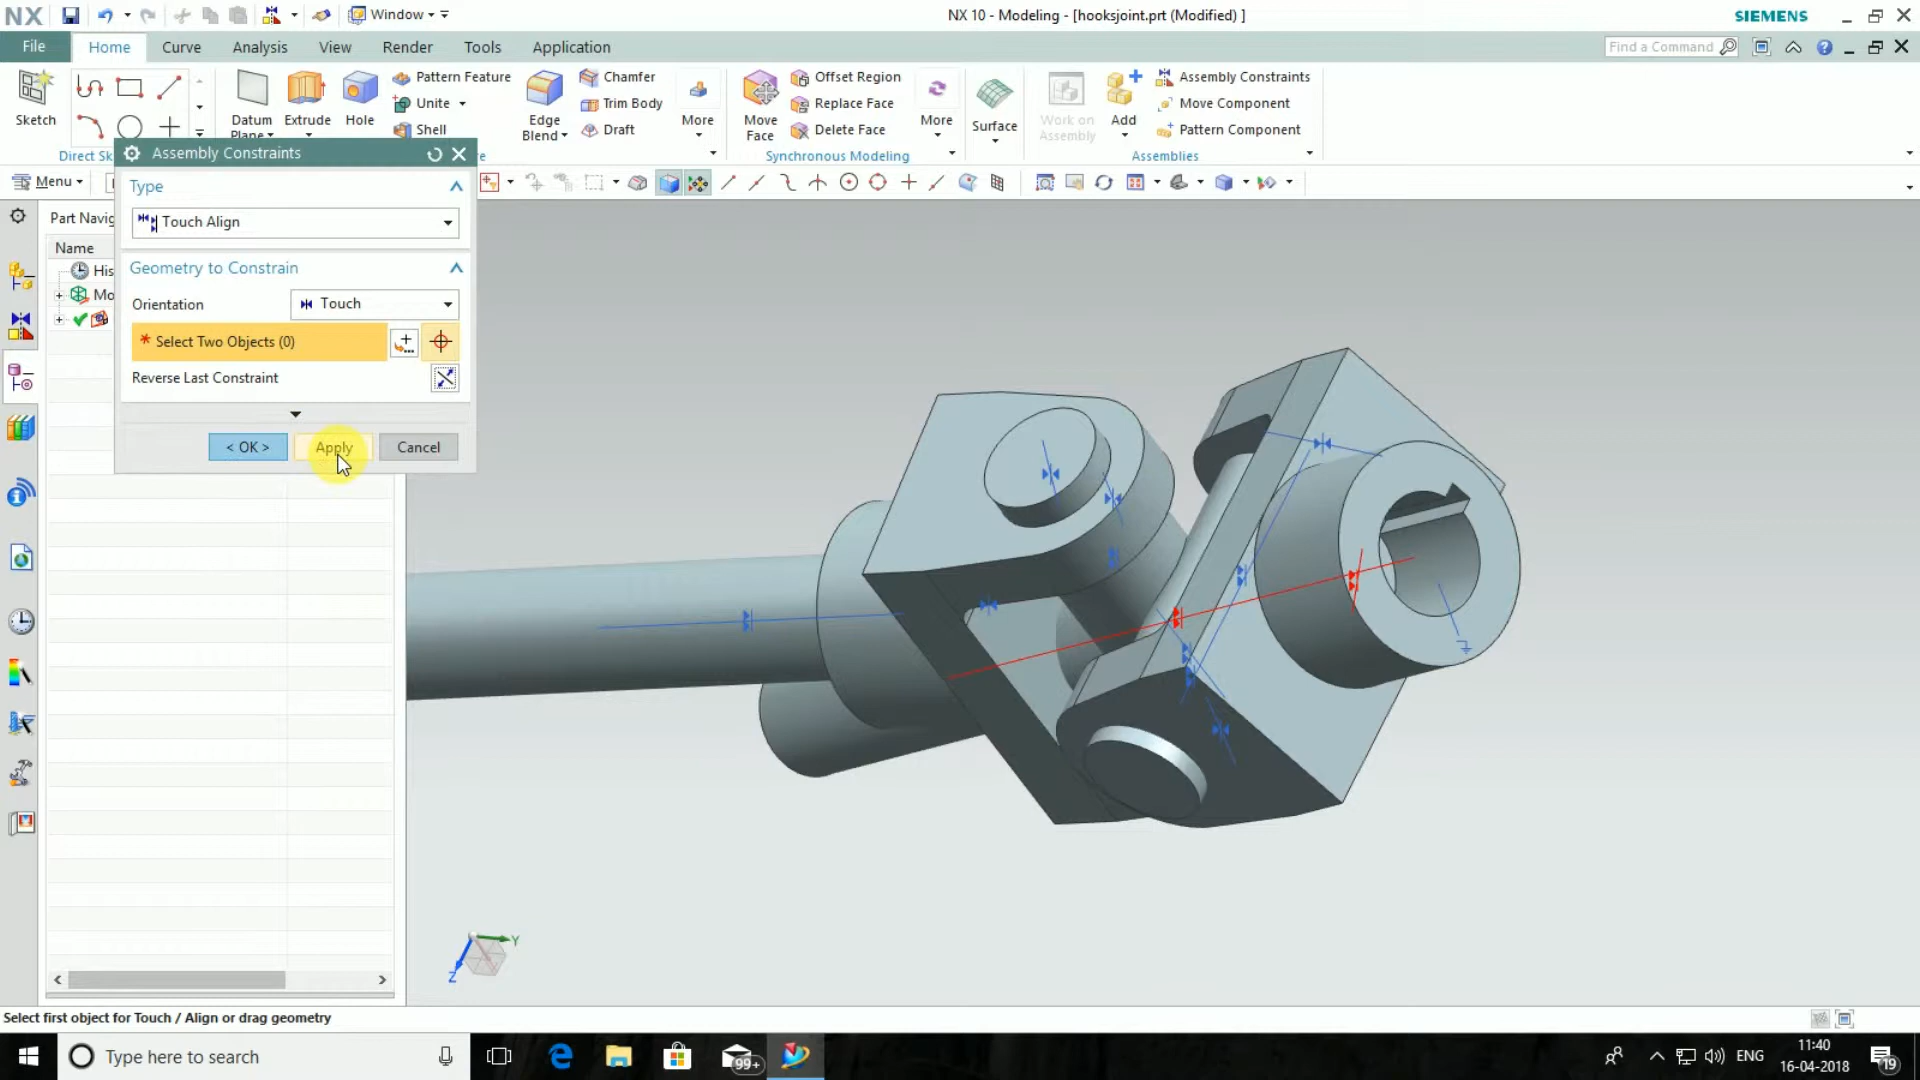 NX Window NX 10 - Modeling - [hooksjoint.prt (Modified) ] SIEMENS
File Home Curve Analysis View Render Tools Application Find a Command
Sketch
Datum
Plane
Extrude
Hole
Pattern Feature
Unite
Shell
Edge
Blend
Chamfer
Trim Body
Draft
More
Move
Face
Offset Region
Replace Face
Delete Face
More
Surface
Work on
Assembly
Add
Assembly Constraints
Move Component
Pattern Component
Direct Sk
Synchronous Modeling
Assemblies
Menu
Assembly Constraints
Type
Touch Align
Geometry to Constrain
Orientation Touch
* Select Two Objects (0)
Reverse Last Constraint
< OK > Apply Cancel
Part Navig
Name
His
Mo
Y
Z
Select first object for Touch / Align or drag geometry
Type here to search
99+
ENG
11:40
16-04-2018
19